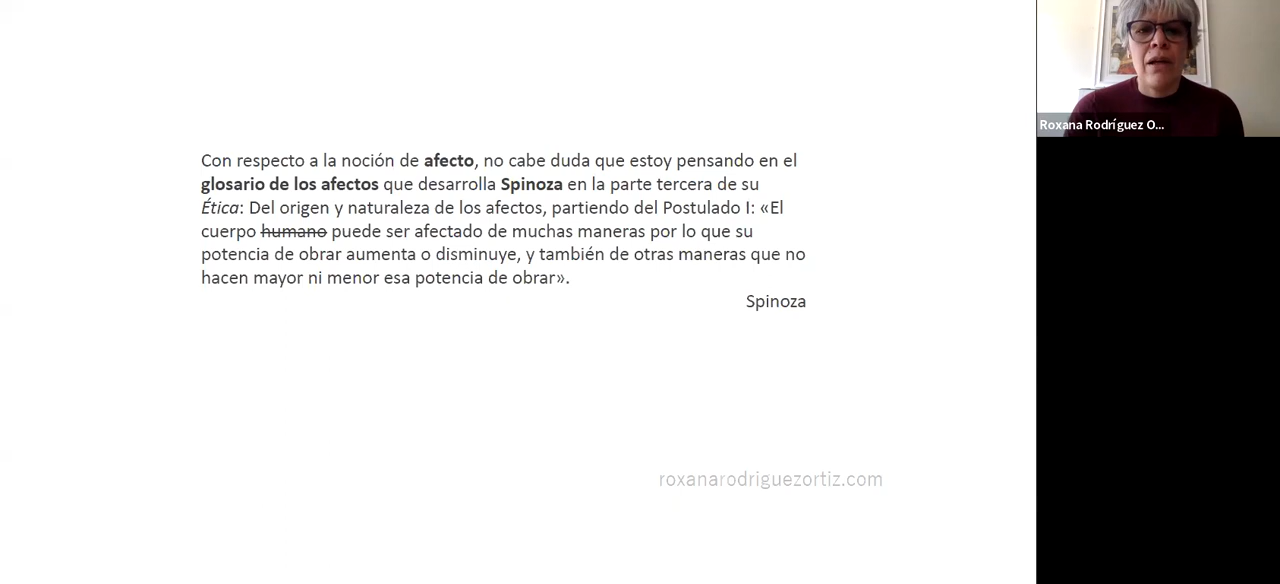 Con respecto a la noción de afecto, no cabe duda que estoy pensando en el
glosario de los afectos que desarrolla Spinoza en la parte tercera de su
Ética: Del origen y naturaleza de los afectos, partiendo del Postulado I: «El
cuerpo humano puede ser afectado de muchas maneras por lo que su
potencia de obrar aumenta o disminuye, y también de otras maneras que no
hacen mayor ni menor esa potencia de obrar».
Spinoza
roxanarodriguezortiz.com
Roxana Rodríguez O...